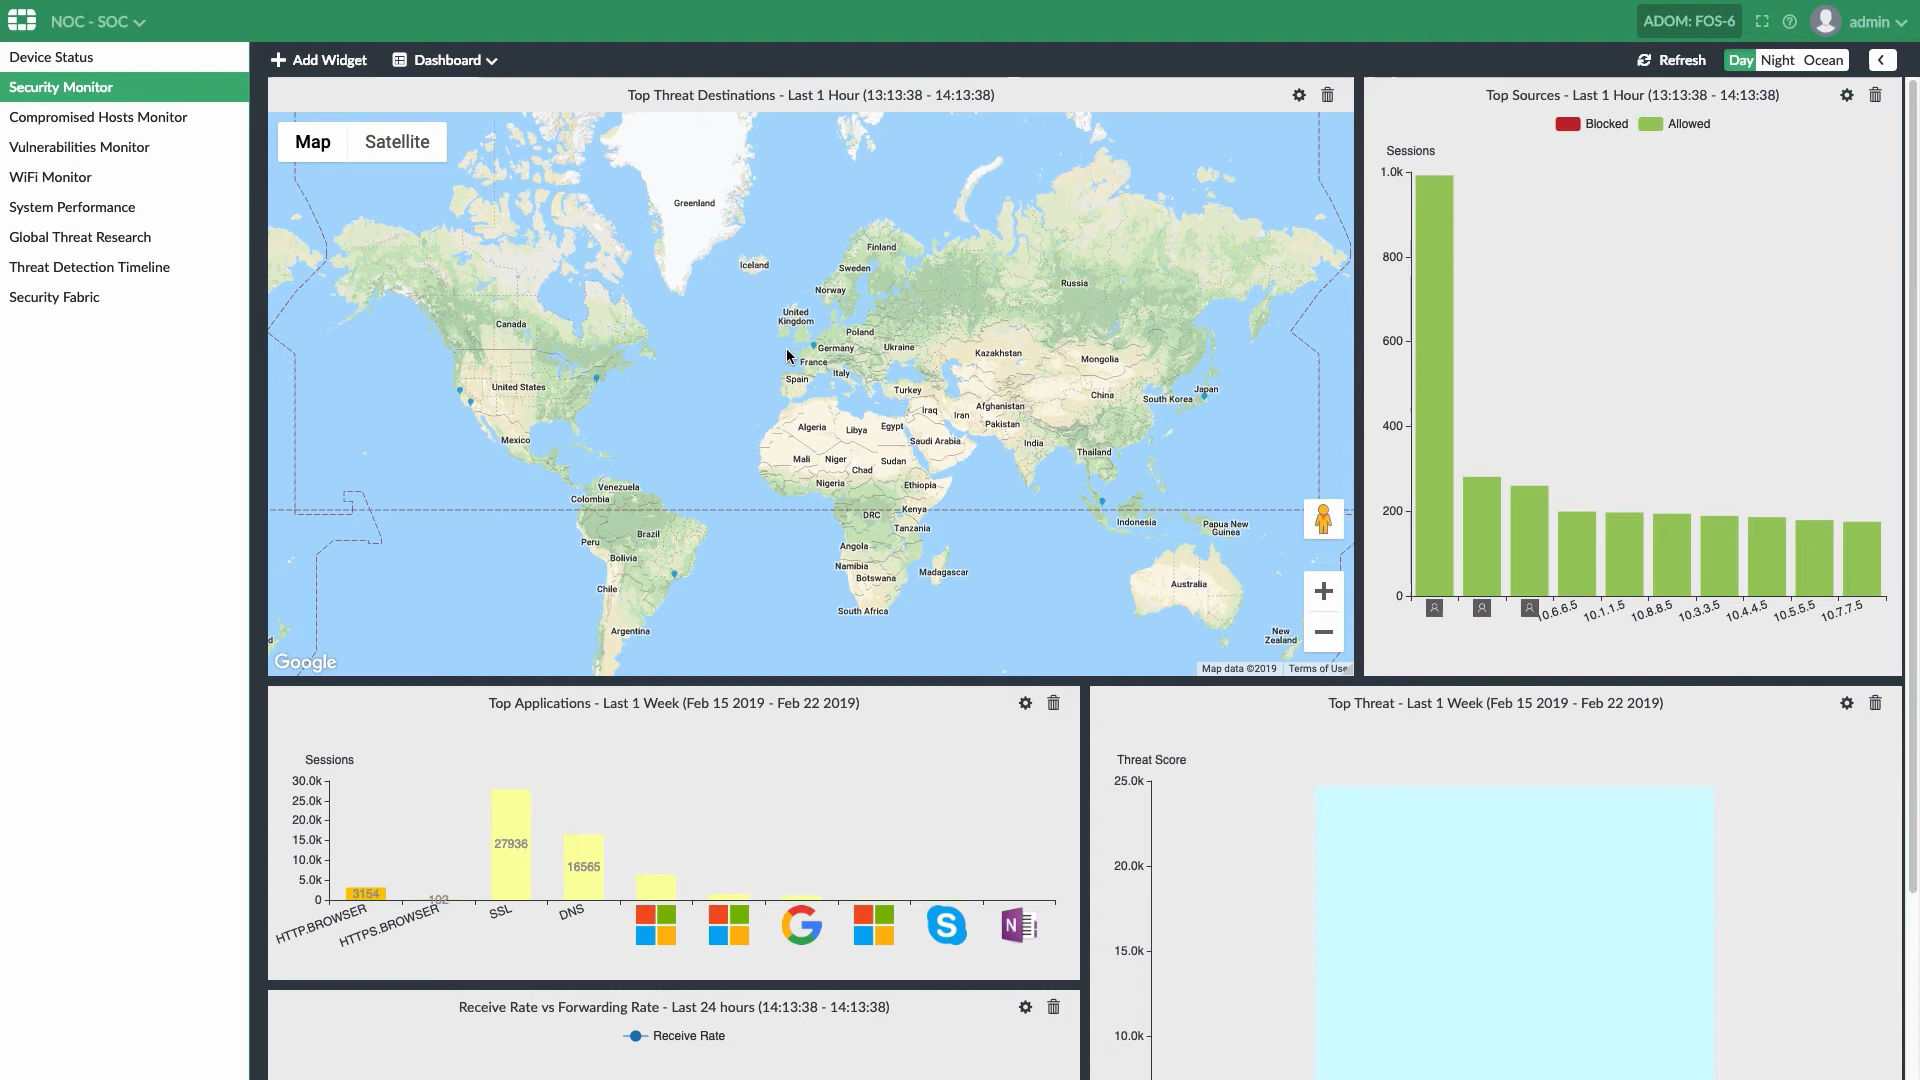 NOC - SOC
ADOM: FOS-6
admin
Device Status
Security Monitor
Compromised Hosts Monitor
Vulnerabilities Monitor
WiFi Monitor
System Performance
Global Threat Research
Threat Detection Timeline
Security Fabric
Add Widget
Dashboard
Refresh
Day
Night
Ocean
Top Threat Destinations - Last 1 Hour (13:13:38 - 14:13:38)
Map
Satellite
Greenland
Iceland
Finland
Sweden
Norway
Russia
United
Kingdom
Canada
Poland
Germany
Ukraine
France
Kazakhstan
Mongolia
Italy
Spain
United States
Turkey
Japan
China
South Korea
Iraq
Iran
Afghanistan
Pakistan
Algeria
Libya
Egypt
Saudi Arabia
India
Mexico
Thailand
Mali
Niger
Chad
Sudan
Nigeria
Ethiopia
Venezuela
Colombia
DRC
Kenya
Tanzania
Indonesia
Papua New
Guinea
Brazil
Peru
Bolivia
Angola
Namibia
Botswana
Madagascar
Australia
Chile
South Africa
Argentina
New
Zealand
d
Google
Map data ©2019
Terms of Use
Top Sources - Last 1 Hour (13:13:38 - 14:13:38)
Blocked
Allowed
Sessions
1.0k
800
600
400
200
0
10.6.6.5
10.1.1.5
10.8.8.5
10.3.3.5
10.4.4.5
10.5.5.5
10.7.7.5
Top Applications - Last 1 Week (Feb 15 2019 - Feb 22 2019)
Sessions
30.0k
25.0k
20.0k
15.0k
10.0k
5.0k
0
3154
192
27936
16565
HTTP.BROWSER
HTTPS.BROWSER
SSL
DNS
N
Top Threat - Last 1 Week (Feb 15 2019 - Feb 22 2019)
Threat Score
25.0k
20.0k
15.0k
10.0k
Receive Rate vs Forwarding Rate - Last 24 hours (14:13:38 - 14:13:38)
Receive Rate